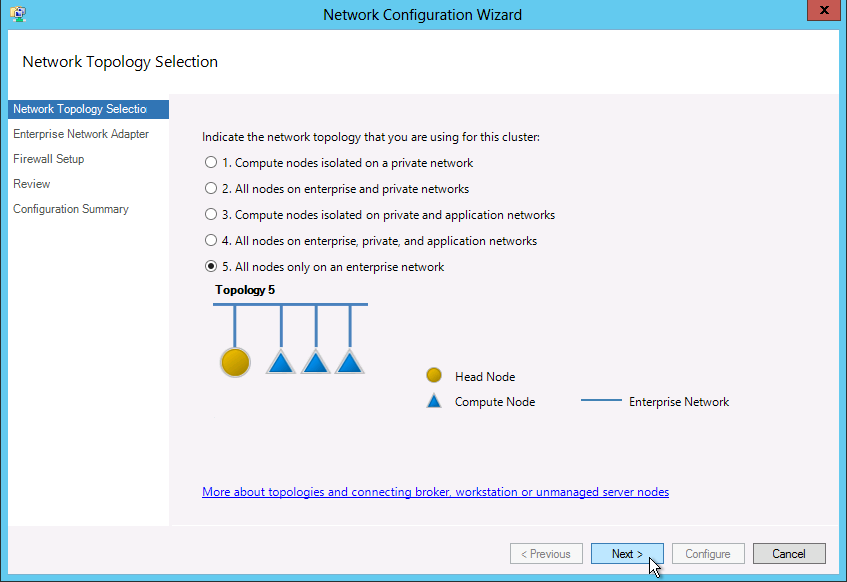 Network Configuration Wizard
x
Network Topology Selection
Network Topology Selectio
Enterprise Network Adapter
Firewall Setup
Review
Configuration Summary
Indicate the network topology that you are using for this cluster:
1. Compute nodes isolated on a private network
2. All nodes on enterprise and private networks
3. Compute nodes isolated on private and application networks
4. All nodes on enterprise, private, and application networks
5. All nodes only on an enterprise network
Topology 5
Head Node
Compute Node
Enterprise Network
More about topologies and connecting broker, workstation or unmanaged server nodes
< Previous
Next >
Configure
Cancel